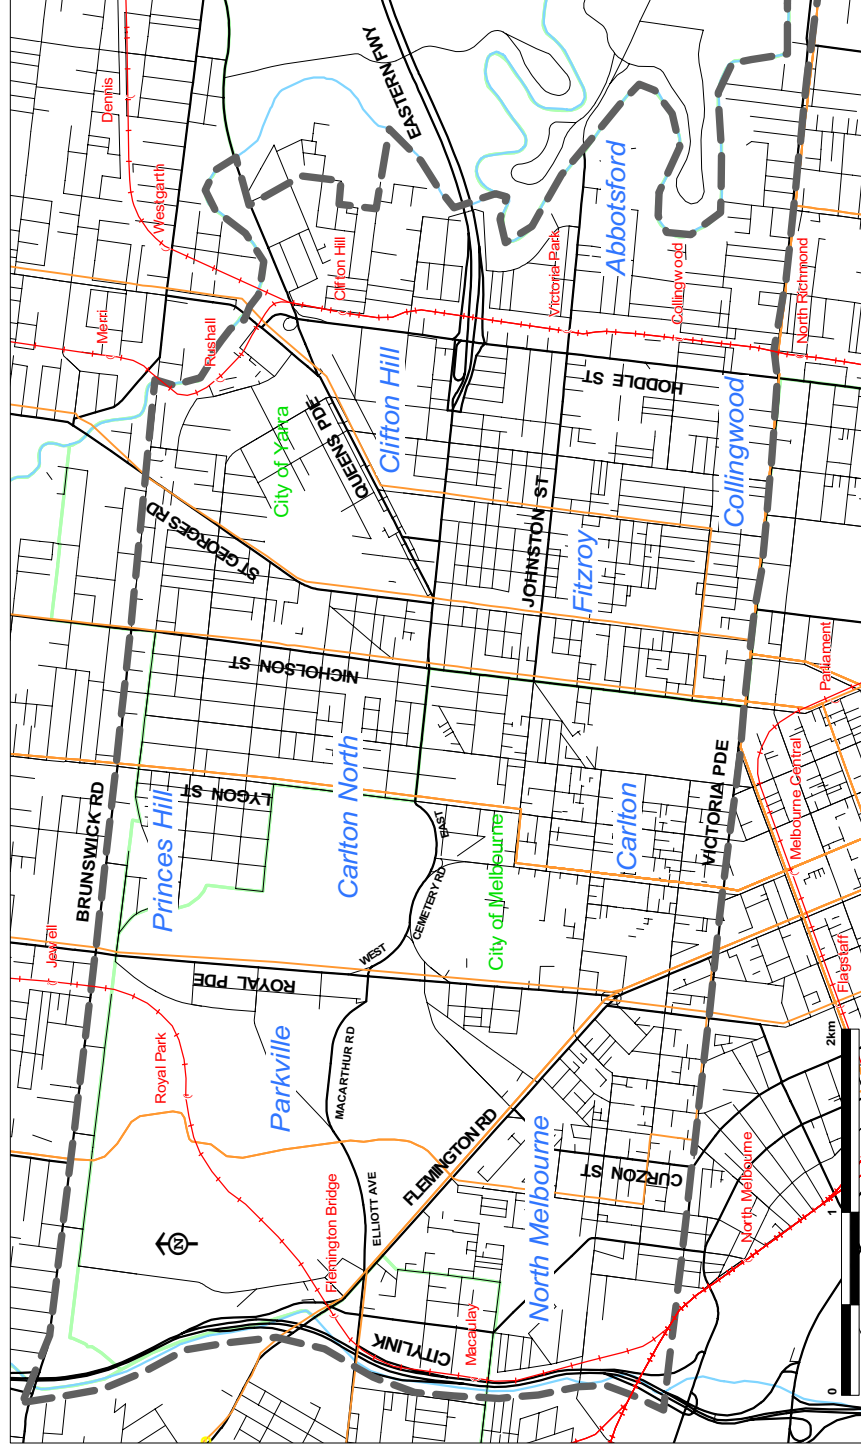 Dennis
EASTERN FWY
Westgarth
Abbotsford
Clifton Hill
Victoria Park
Collingwood
North Richmond
Merri
Rushall
HODDLE ST
City of Yarra
QUEENS PDE
Clifton Hill
Collingwood
ST GEORGES RD
JOHNSTON ST
Fitzroy
NICHOLSON ST
Parliament
BRUNSWICK RD
Princes Hill
LYGON ST
Carlton North
EAST
CEMETERY RD
WEST
City of Melbourne
Carlton
VICTORIA PDE
Melbourne Central
Jewell
ROYAL PDE
Flagstaff
Royal Park
Parkville
MACARTHUR RD
2km
FLEMINGTON RD
North Melbourne
CURZON ST
North Melbourne
N
Flemington Bridge
ELLIOTT AVE
1
CITYLINK
Macaulay
0